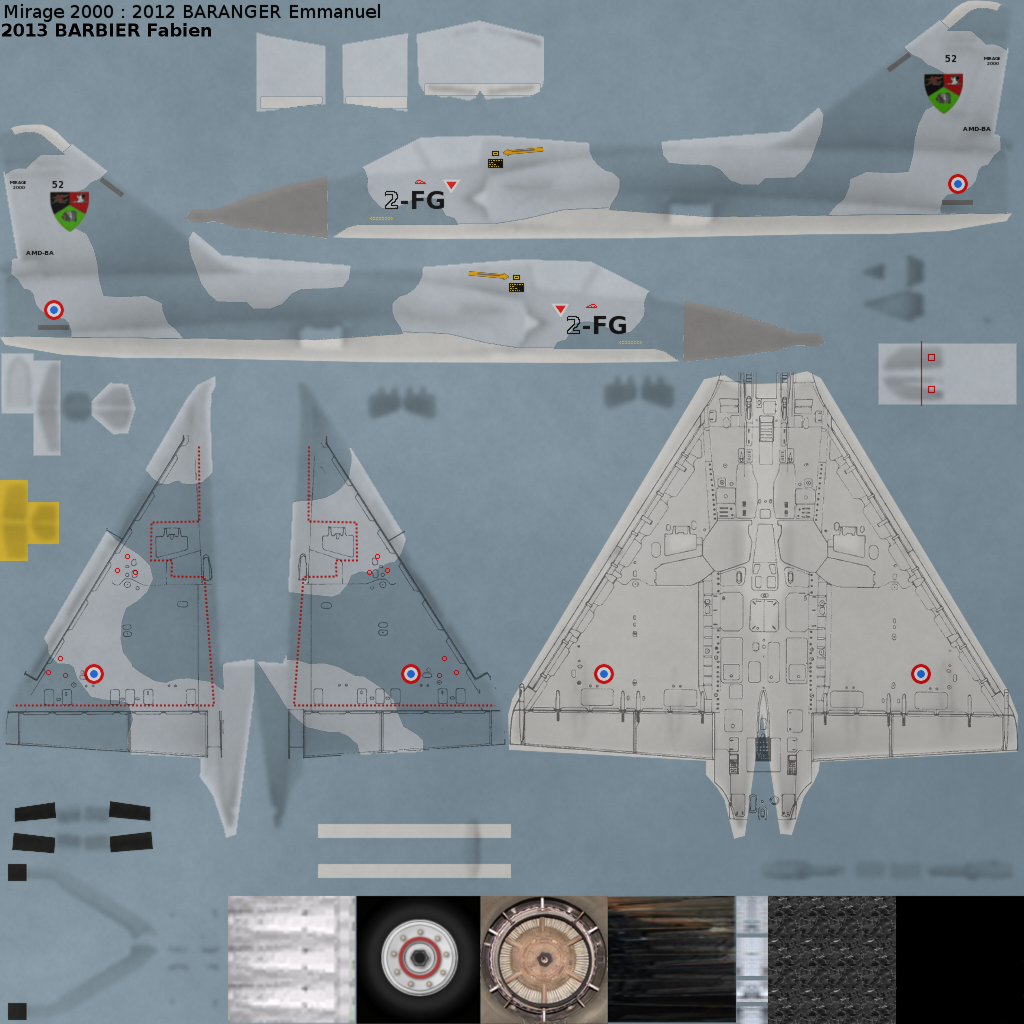 Mirage 2000 : 2012 BARANGER Emmanuel
2013 BARBIER Fabien
52
MIRAGE
2000
AMD-BA
2-FG
MIRAGE
2000
52
AMD-BA
2-FG